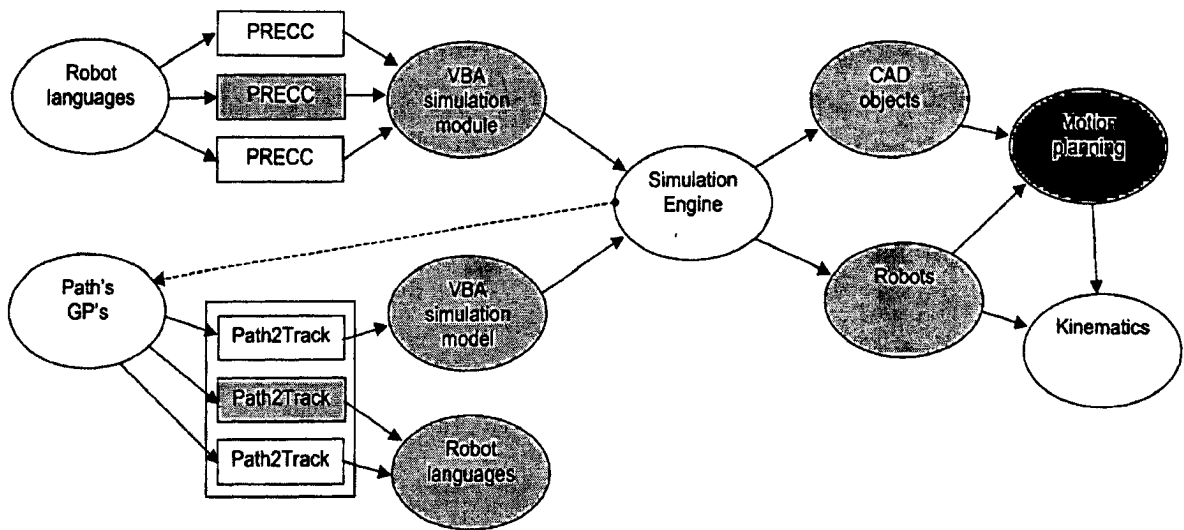 Robot
languages
PRECC
PRECC
PRECC
VBA
simulation
module
Simulation
Engine
CAD
objects
Motion
planning
Robots
Kinematics
Path's
GP's
Path2Track
Path2Track
Path2Track
VBA
simulation
model
Robot
languages